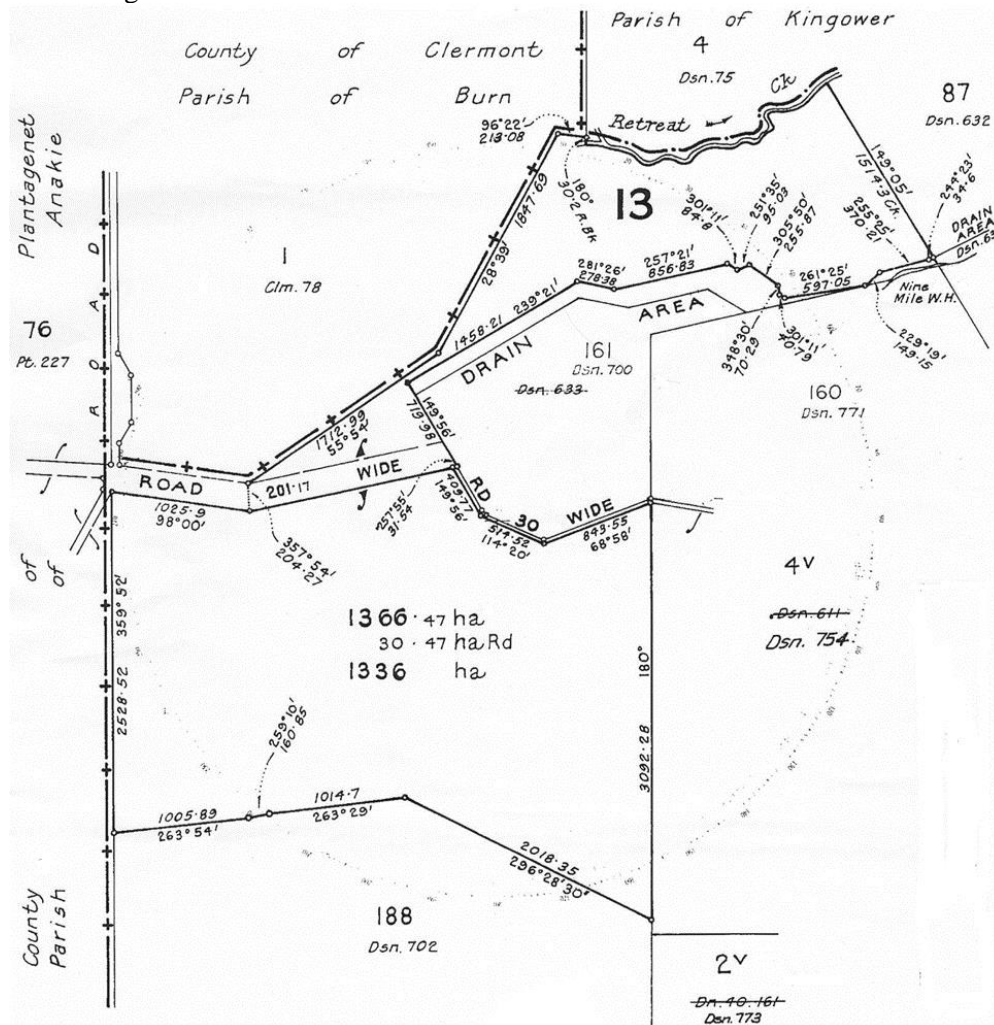 Parish of Kingower
County of Clermont
Parish of Burn
4
Dsn. 75
87
Dsn. 632
Plantagenet
Anakie
96°22'
213.08
Retreat Ck
180°
30.2 R.Bk
13
149°05'
1514.3 Ck.
249°23'
34.6
DRAIN
AREA
255°25'
370.21
1847.69
28°39'
1
Clm. 78
301°11'
84.8
251°35'
95.03
305°50'
255.87
281°26'
278.38
257°21'
856.83
261°25'
597.05
Nine
Mile W.H.
229°19'
149.15
76
Pt. 227
ROAD
1458.21 239°21'
DRAIN AREA
161
Dsn. 700
Dsn. 633
348°30'
70.29
301°11'
40.79
160
Dsn. 771
1712.99
55°54'
149°56'
719.98
ROAD 201.17 WIDE
1025.9
98°00'
257°55'
31.54
409.77
149°56'
RD 30 WIDE
514.52
114°20'
843.55
68°58'
357°54'
204.27
of
of
359°52'
2528.52
4V
Dsn. 611
Dsn. 754
1366.47 ha
30.47 ha Rd
1336 ha
180°
3092.28
259°10'
160.85
1005.89
263°54'
1014.7
263°29'
2018.35
296°28'30"
County
Parish
188
Dsn. 702
2V
Dn. 40.161
Dsn. 773